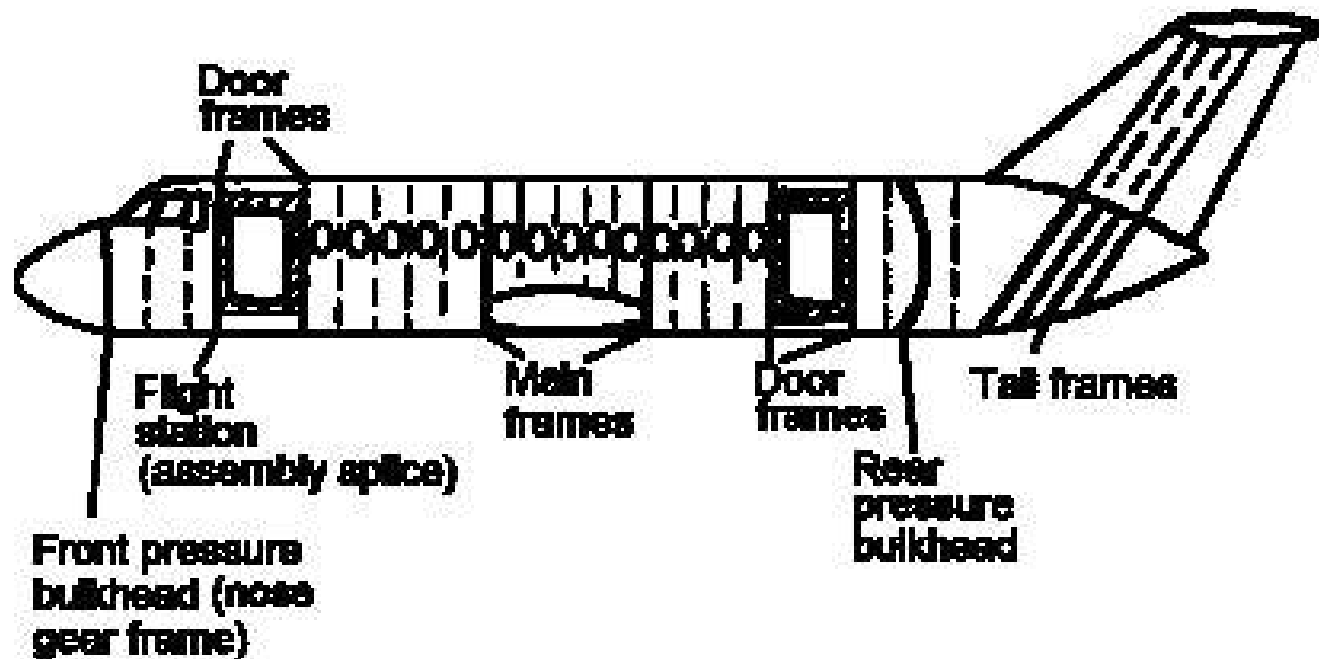 Door
frames
Flight
station
(assembly splice)
Main
frames
Door
frames
Tail frames
Rear
pressure
bulkhead
Front pressure
bulkhead (nose
gear frame)